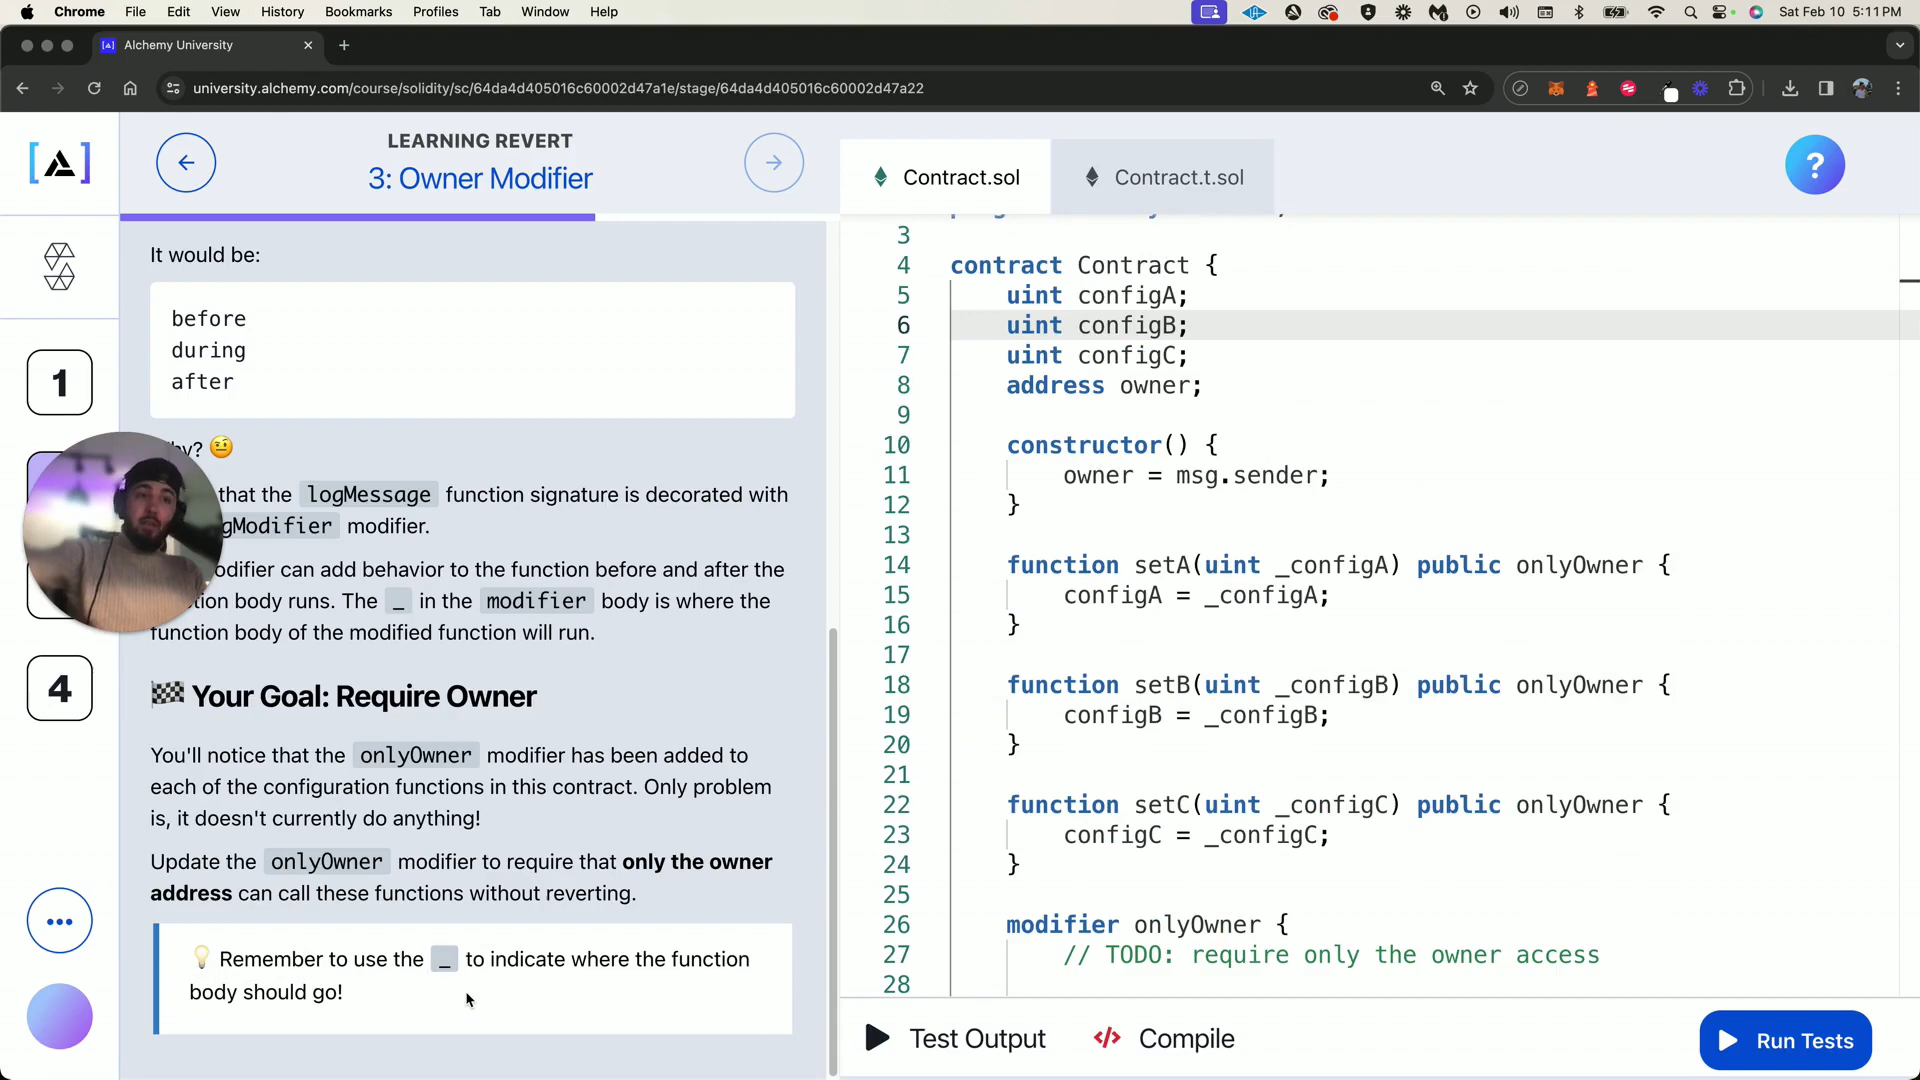 Chrome File Edit View History Bookmarks Profiles Tab Window Help
Sat Feb 10 5:11 PM
Alchemy University
university.alchemy.com/course/solidity/sc/64da4d405016c60002d47a1e/stage/64da4d405016c60002d47a22
LEARNING REVERT
3: Owner Modifier
It would be:
before
during
after
? 🤨
that the logMessage function signature is decorated with
gModifier modifier.
odifier can add behavior to the function before and after the
tion body runs. The _ in the modifier body is where the
function body of the modified function will run.
🏁 Your Goal: Require Owner
You'll notice that the onlyOwner modifier has been added to
each of the configuration functions in this contract. Only problem
is, it doesn't currently do anything!
Update the onlyOwner modifier to require that only the owner
address can call these functions without reverting.
💡 Remember to use the _ to indicate where the function
body should go!
1
4
Contract.sol
Contract.t.sol
?
3
4 contract Contract {
5 uint configA;
6 uint configB;
7 uint configC;
8 address owner;
9
10 constructor() {
11 owner = msg.sender;
12 }
13
14 function setA(uint _configA) public onlyOwner {
15 configA = _configA;
16 }
17
18 function setB(uint _configB) public onlyOwner {
19 configB = _configB;
20 }
21
22 function setC(uint _configC) public onlyOwner {
23 configC = _configC;
24 }
25
26 modifier onlyOwner {
27 // TODO: require only the owner access
28
Test Output
</> Compile
Run Tests